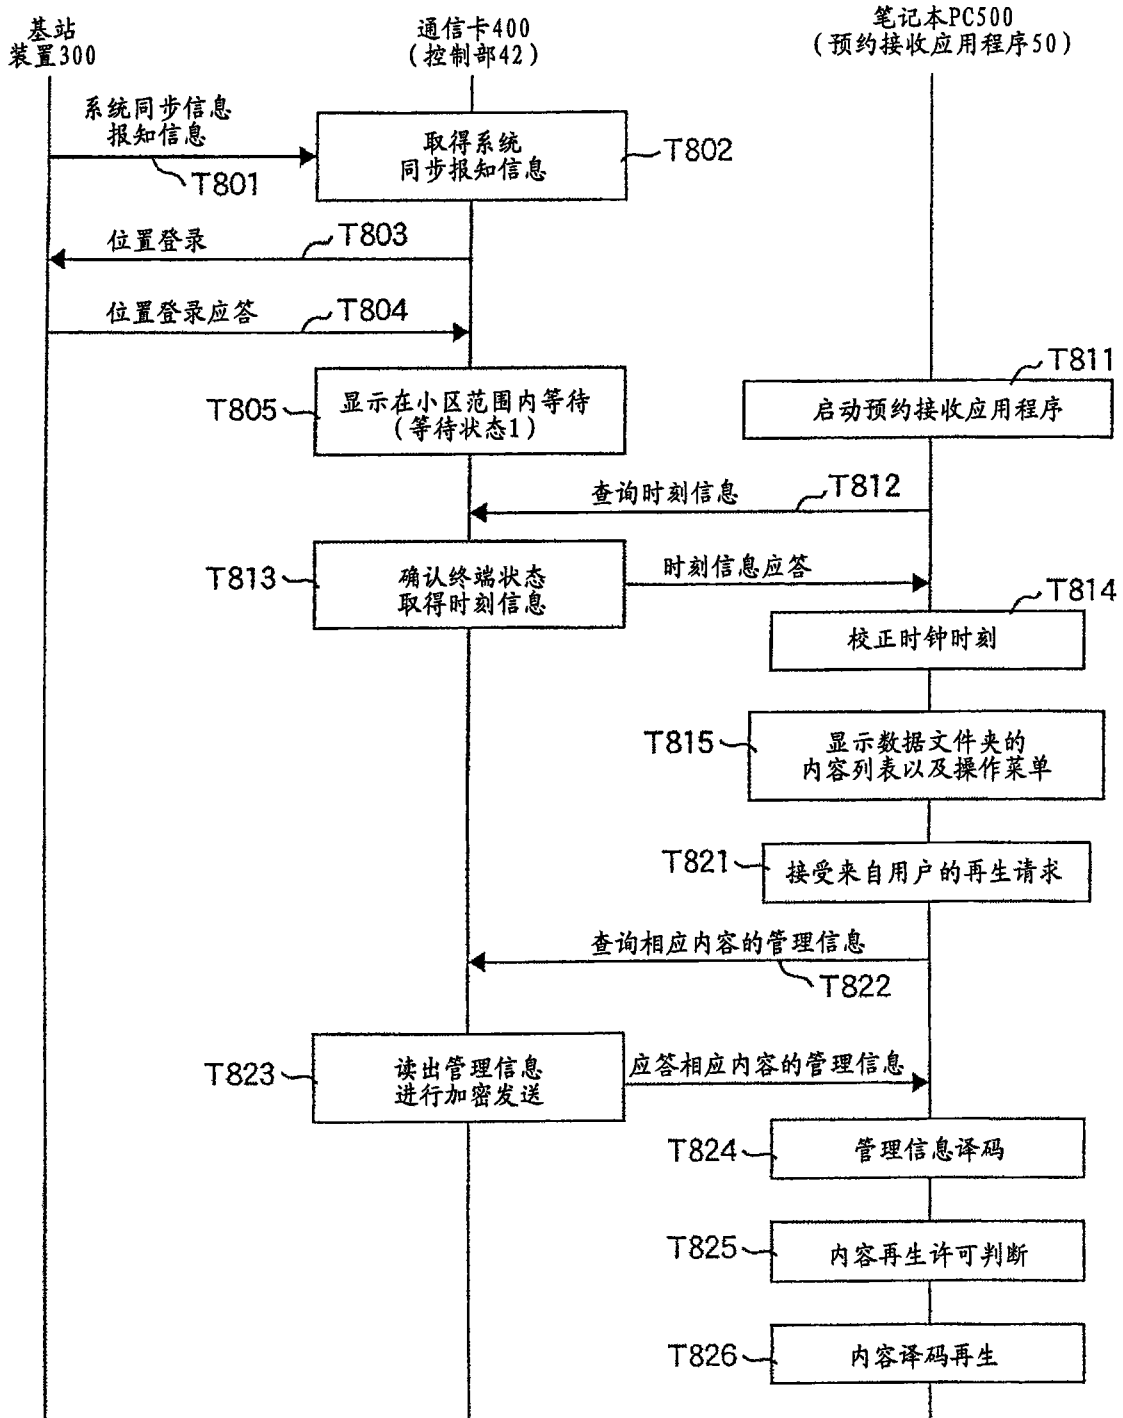 基站
装置300
通信卡400
(控制部42)
笔记本PC500
(预约接收应用程序50)
系统同步信息
报知信息
T801
取得系统
同步报知信息
T802
位置登录
T803
位置登录应答
T804
T805
显示在小区范围内等待
(等待状态1)
T811
启动预约接收应用程序
查询时刻信息
T812
T813
确认终端状态
取得时刻信息
时刻信息应答
T814
校正时钟时刻
T815
显示数据文件夹的
内容列表以及操作菜单
T821
接受来自用户的再生请求
查询相应内容的管理信息
T822
T823
读出管理信息
进行加密发送
应答相应内容的管理信息
T824
管理信息译码
T825
内容再生许可判断
T826
内容译码再生